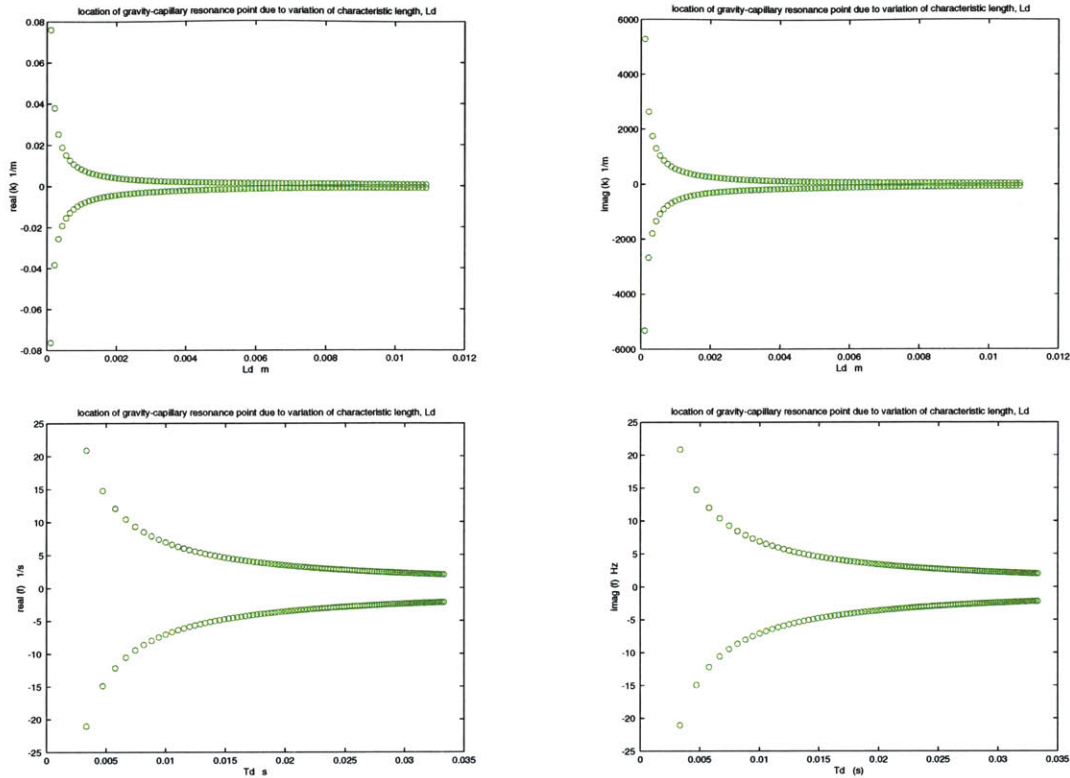 location of gravity-capillary resonance point due to variation of characteristic length, Ld
0.08
0.06
0.04
0.02
0
-0.02
-0.04
-0.06
-0.08
real (k) 1/m
0 0.002 0.004 0.006 0.008 0.01 0.012
Ld m
location of gravity-capillary resonance point due to variation of characteristic length, Ld
6000
4000
2000
0
-2000
-4000
-6000
imag (k) 1/m
0 0.002 0.004 0.006 0.008 0.01 0.012
Ld m
location of gravity-capillary resonance point due to variation of characteristic length, Ld
25
20
15
10
5
0
-5
-10
-15
-20
-25
real (f) 1/s
0 0.005 0.01 0.015 0.02 0.025 0.03 0.035
Td s
location of gravity-capillary resonance point due to variation of characteristic length, Ld
25
20
15
10
5
0
-5
-10
-15
-20
-25
imag (f) Hz
0 0.005 0.01 0.015 0.02 0.025 0.03 0.035
Td (s)